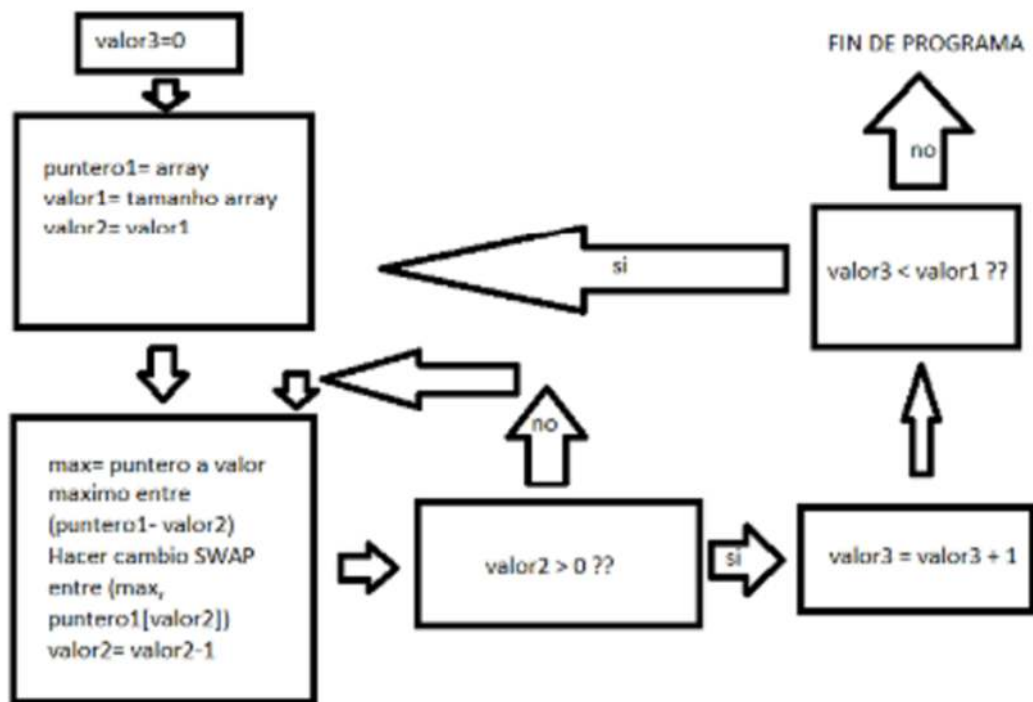 valor3=0
FIN DE PROGRAMA
puntero1= array
valor1= tamanho array
valor2= valor1
no
si
valor3 < valor1 ??
max= puntero a valor
maximo entre
(puntero1- valor2)
Hacer cambio SWAP
entre (max,
puntero1[valor2])
valor2= valor2-1
no
valor2 > 0 ??
si
valor3 = valor3 + 1